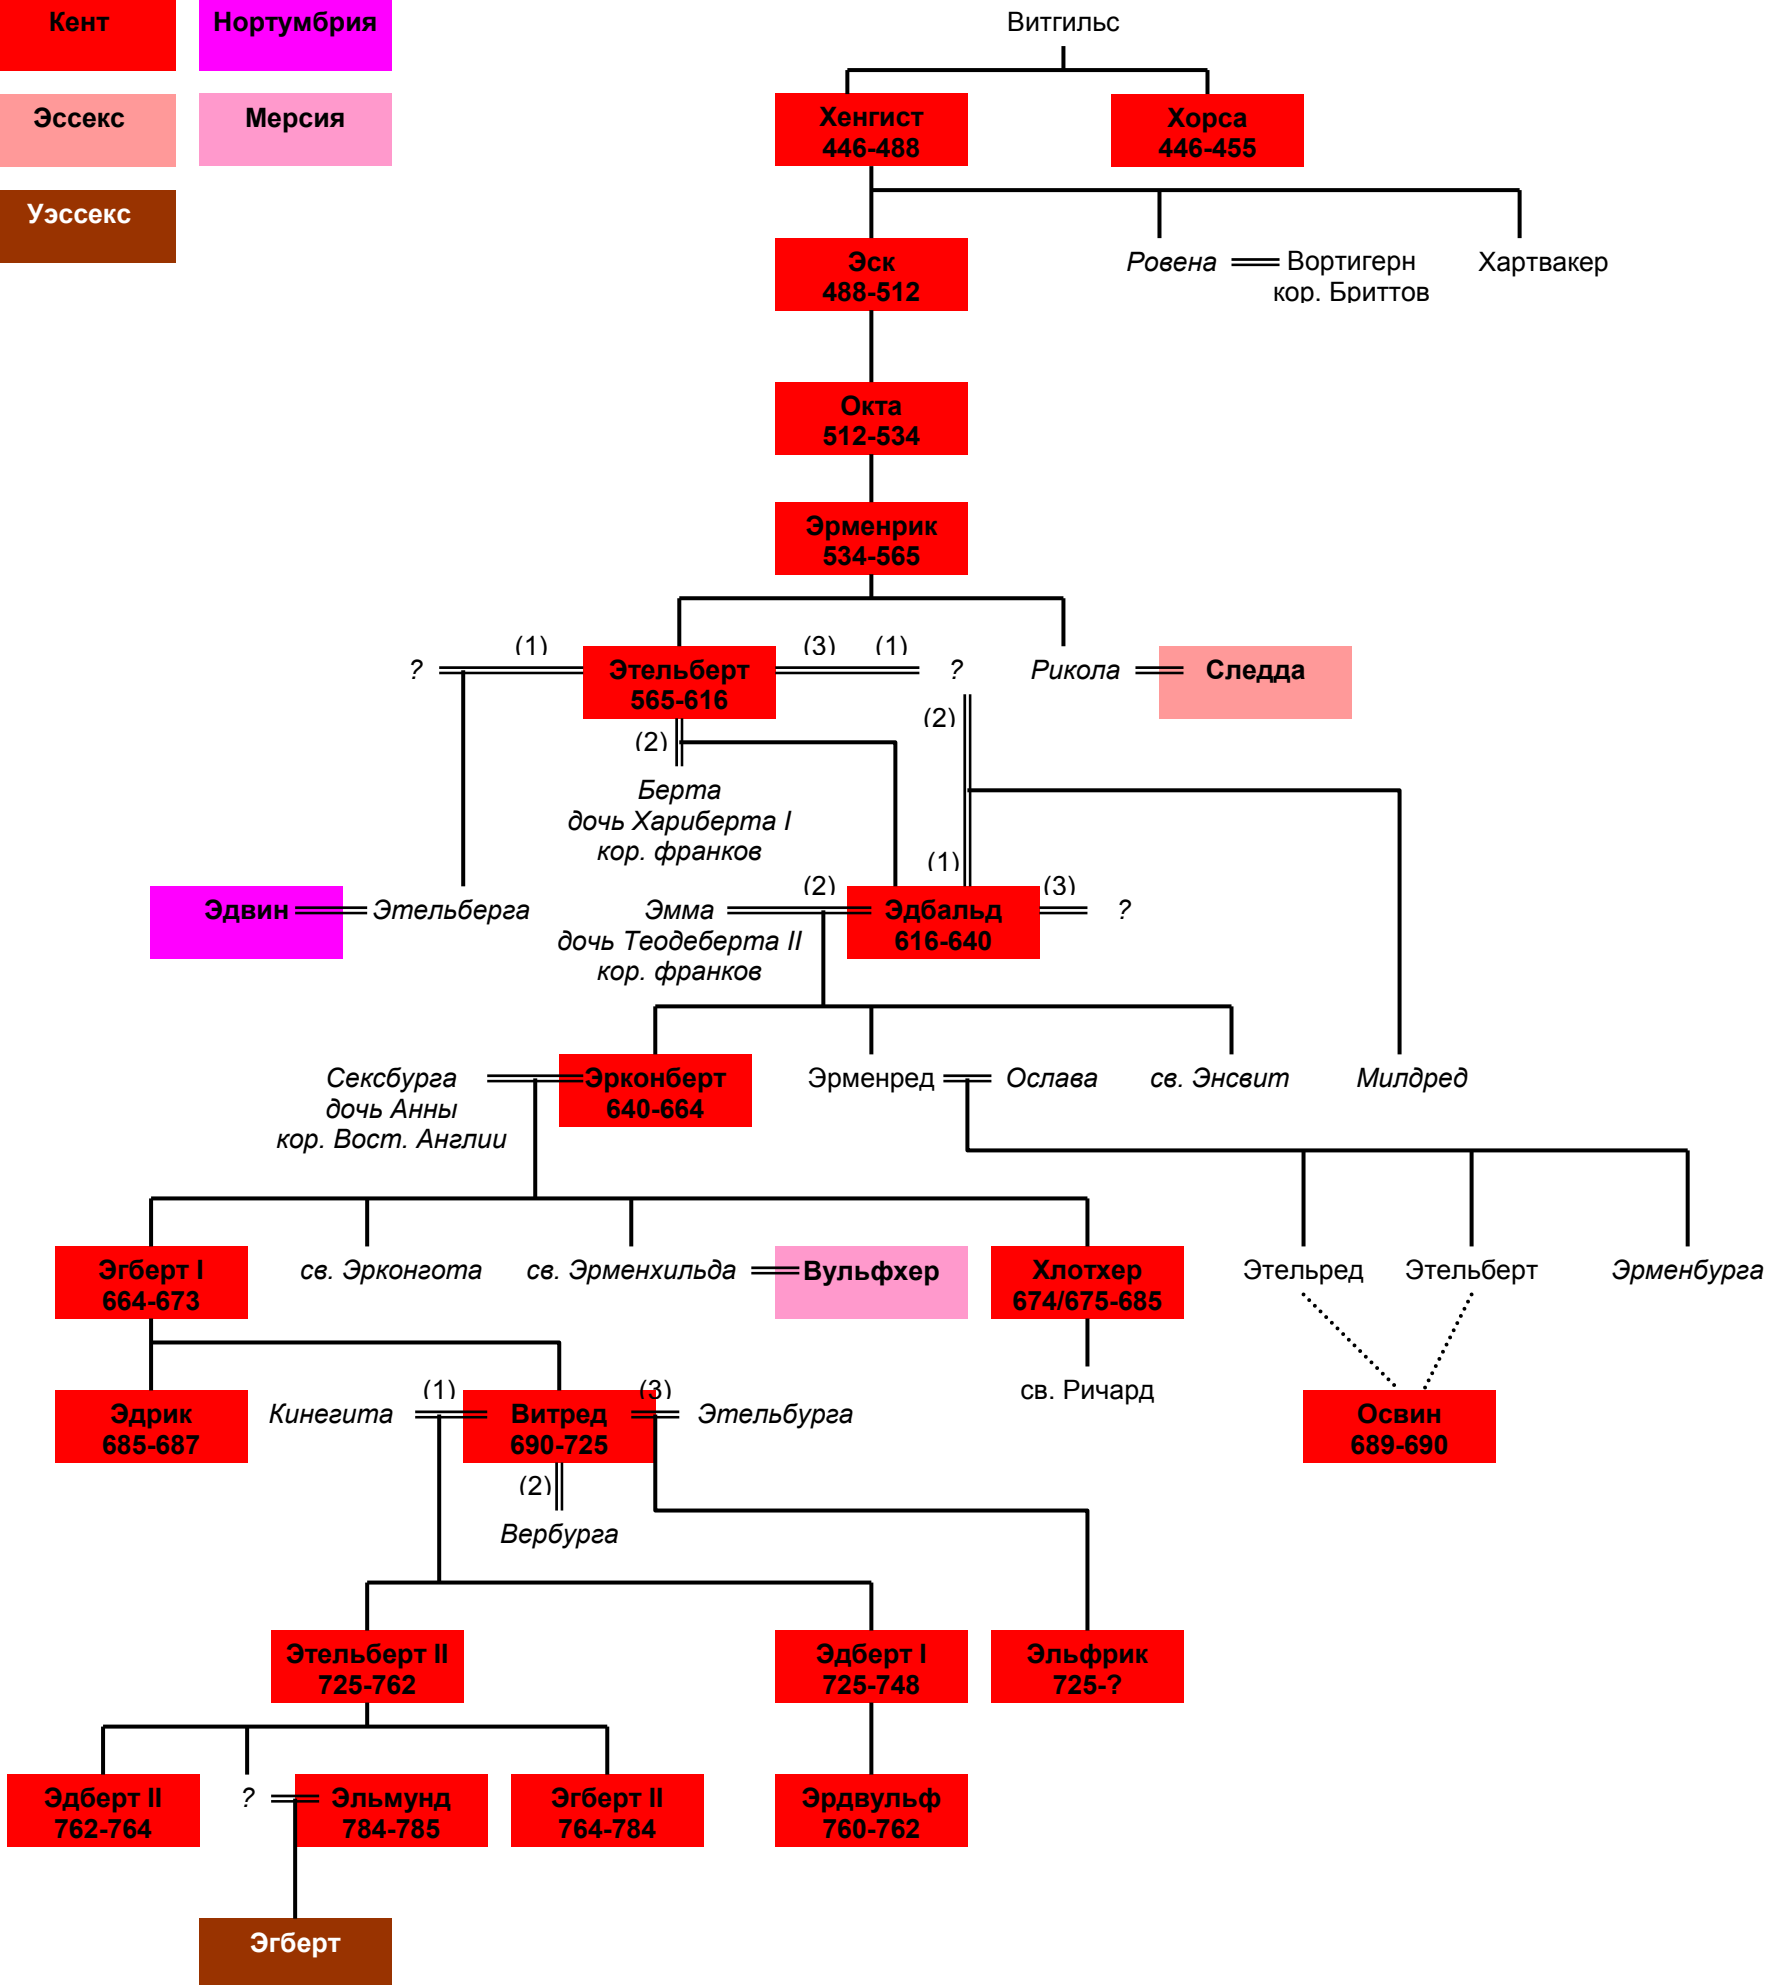 Кент
Нортумбрия
Витгильс
Эссекс
Мерсия
Хенгист
446-488
Хорса
446-455
Уэссекс
Эск
488-512
Ровена
Вортигерн
кор. Бриттов
Хартвакер
Окта
512-534
Эрменрик
534-565
(1)
(3)
(1)
?
Этельберт
565-616
?
Рикола
Следда
(2)
(2)
Берта
дочь Хариберта I
кор. франков
(1)
(2)
(3)
Эдвин
Этельберга
Эмма
дочь Теодеберта II
кор. франков
Эдбальд
616-640
?
Сексбурга
дочь Анны
кор. Вост. Англии
Эрконберт
640-664
Эрменред
Ослава
св. Энсвит
Милдред
Эгберт I
664-673
св. Эрконгота
св. Эрменхильда
Вульфхер
Хлотхер
674/675-685
Этельред
Этельберт
Эрменбурга
св. Ричард
(1)
(3)
Эдрик
685-687
Кинегита
Витред
690-725
Этельбурга
Освин
689-690
(2)
Вербурга
Этельберт II
725-762
Эдберт I
725-748
Эльфрик
725-?
Эдберт II
762-764
?
Эльмунд
784-785
Эгберт II
764-784
Эрдвульф
760-762
Эгберт